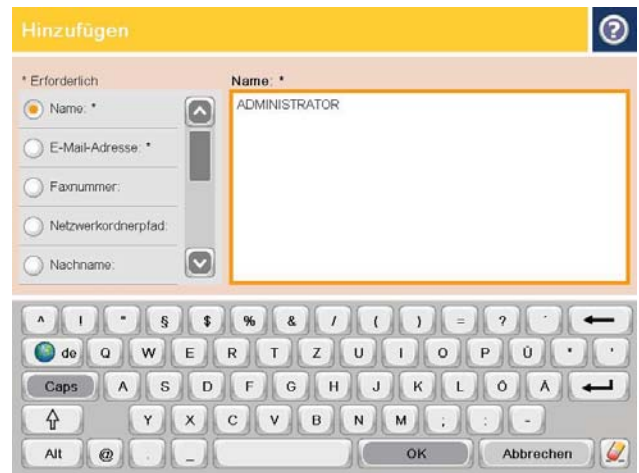 Hinzufügen
* Erforderlich
Name: *
E-Mail-Adresse: *
Faxnummer:
Netzwerkordnerpfad:
Nachname:
Name: *
ADMINISTRATOR
^ ! " § $ % & / ( ) = ? ´
de Q W E R T Z U I O P Ü * '
Caps A S D F G H J K L Ö Ä
Y X C V B N M ; : -
Alt @ . _ OK Abbrechen